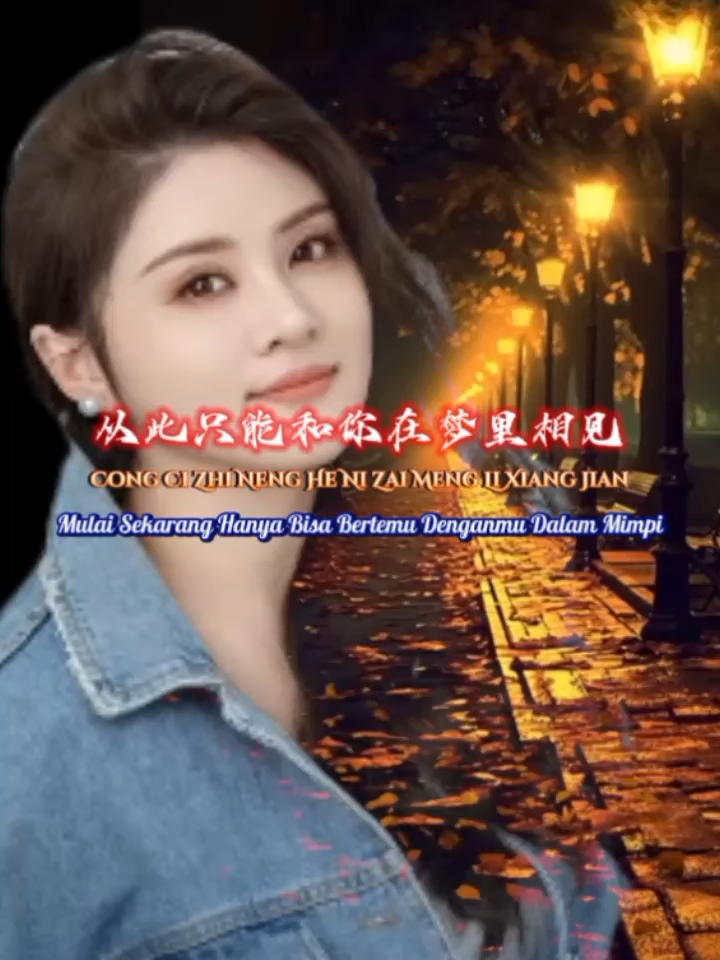 从此只能和你在梦里相见
Cong Ci Zhi Neng He Ni Zai Meng Li Xiang Jian
Mulai Sekarang Hanya Bisa Bertemu Denganmu Dalam Mimpi